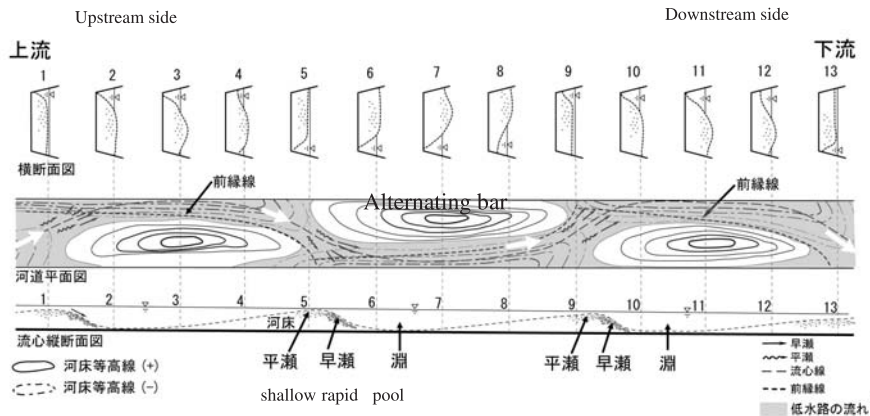 Upstream side
Downstream side
上流
下流
1 2 3 4 5 6 7 8 9 10 11 12 13
横断面図
前縁線
Alternating bar
前縁線
河道平面図
1 2 3 4 5 6 7 8 9 10 11 12 13
河床
流心縦断面図
平瀬 早瀬 淵 平瀬 早瀬 淵
河床等高線 (+)
河床等高線 (-)
shallow rapid pool
早瀬
平瀬
流心線
前縁線
低水路の流れ